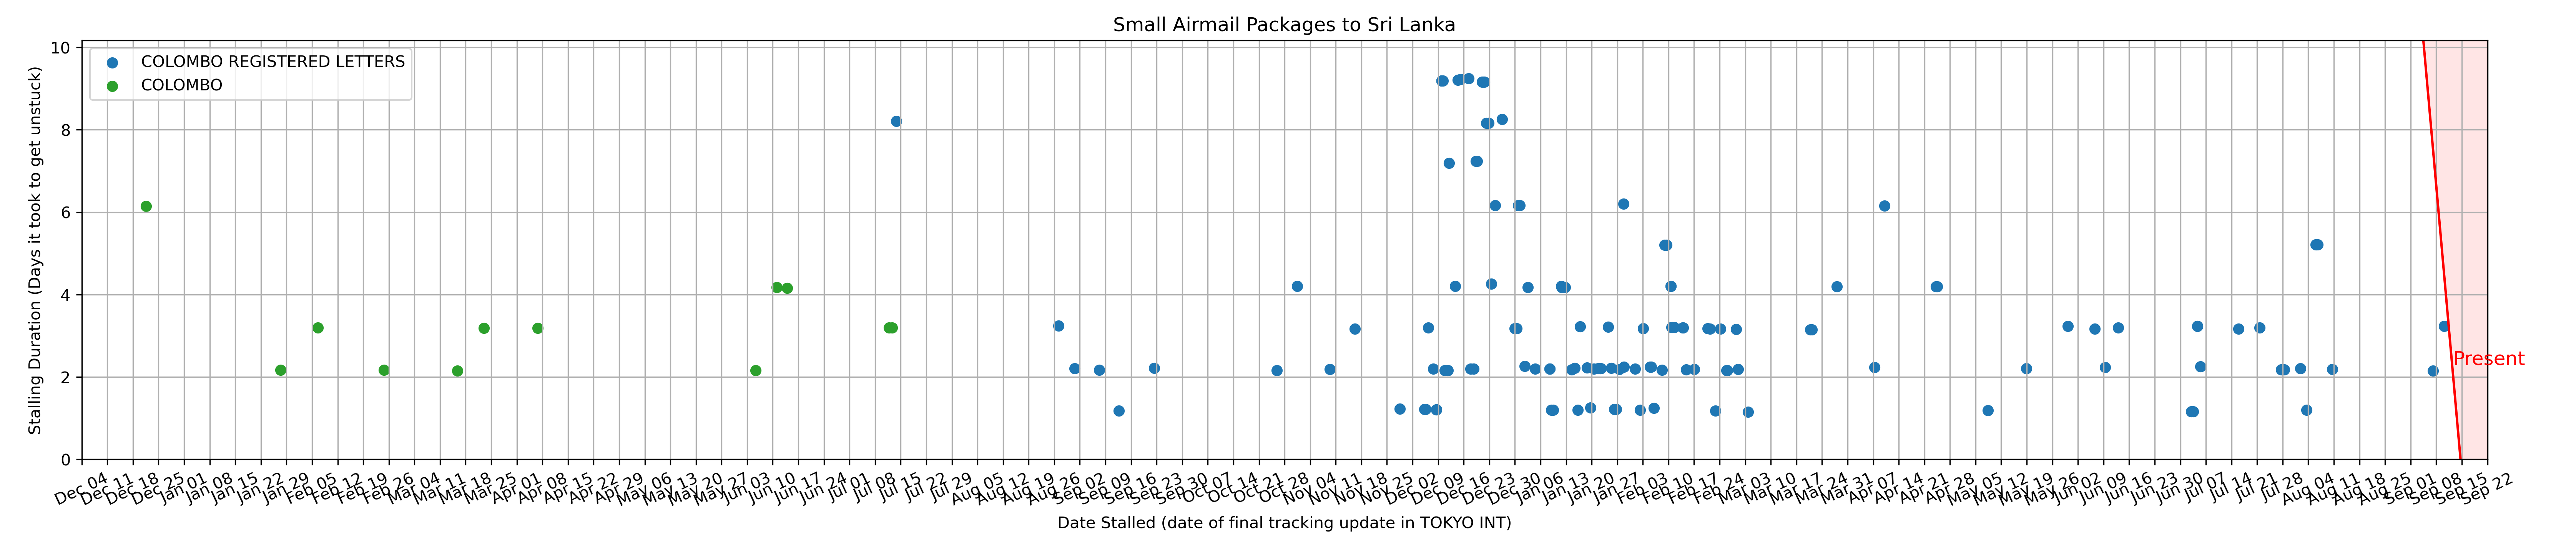 Small Airmail Packages to Sri Lanka
COLOMBO REGISTERED LETTERS
COLOMBO
Stalling Duration (Days it took to get unstuck)
10
8
6
4
2
0
Present
Dec 04 Dec 11 Dec 18 Dec 25 Jan 01 Jan 08 Jan 15 Jan 22 Jan 29 Feb 05 Feb 12 Feb 19 Feb 26 Mar 04 Mar 11 Mar 18 Mar 25 Apr 01 Apr 08 Apr 15 Apr 22 Apr 29 May 06 May 13 May 20 May 27 Jun 03 Jun 10 Jun 17 Jun 24 Jul 01 Jul 08 Jul 15 Jul 22 Jul 29 Aug 05 Aug 12 Aug 19 Aug 26 Sep 02 Sep 09 Sep 16 Sep 23 Sep 30 Oct 07 Oct 14 Oct 21 Oct 28 Nov 04 Nov 11 Nov 18 Nov 25 Dec 02 Dec 09 Dec 16 Dec 23 Dec 30 Jan 06 Jan 13 Jan 20 Jan 27 Feb 03 Feb 10 Feb 17 Feb 24 Mar 03 Mar 10 Mar 17 Mar 24 Mar 31 Apr 07 Apr 14 Apr 21 Apr 28 May 05 May 12 May 19 May 26 Jun 02 Jun 09 Jun 16 Jun 23 Jun 30 Jul 07 Jul 14 Jul 21 Jul 28 Aug 04 Aug 11 Aug 18 Aug 25 Sep 01 Sep 08 Sep 15 Sep 22
Date Stalled (date of final tracking update in TOKYO INT)